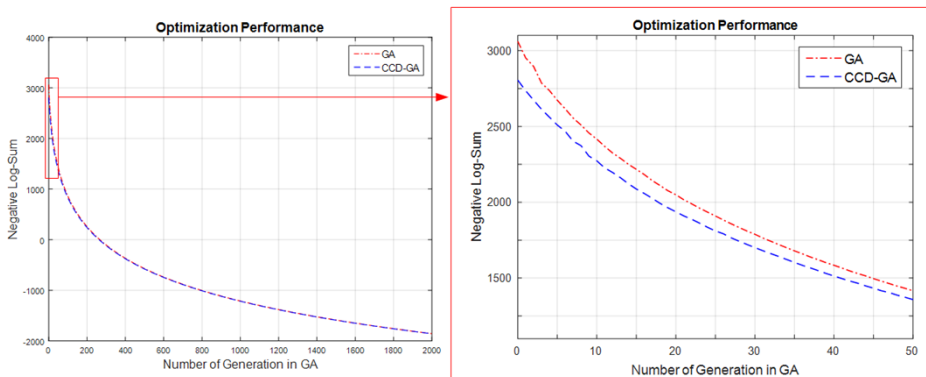 Optimization Performance
4000
3000
2000
1000
0
-1000
-2000
Negative Log-Sum
GA
CCD-GA
0 200 400 600 800 1000 1200 1400 1600 1800 2000
Number of Generation in GA
Optimization Performance
3000
2500
2000
1500
Negative Log-Sum
GA
CCD-GA
0 10 20 30 40 50
Number of Generation in GA